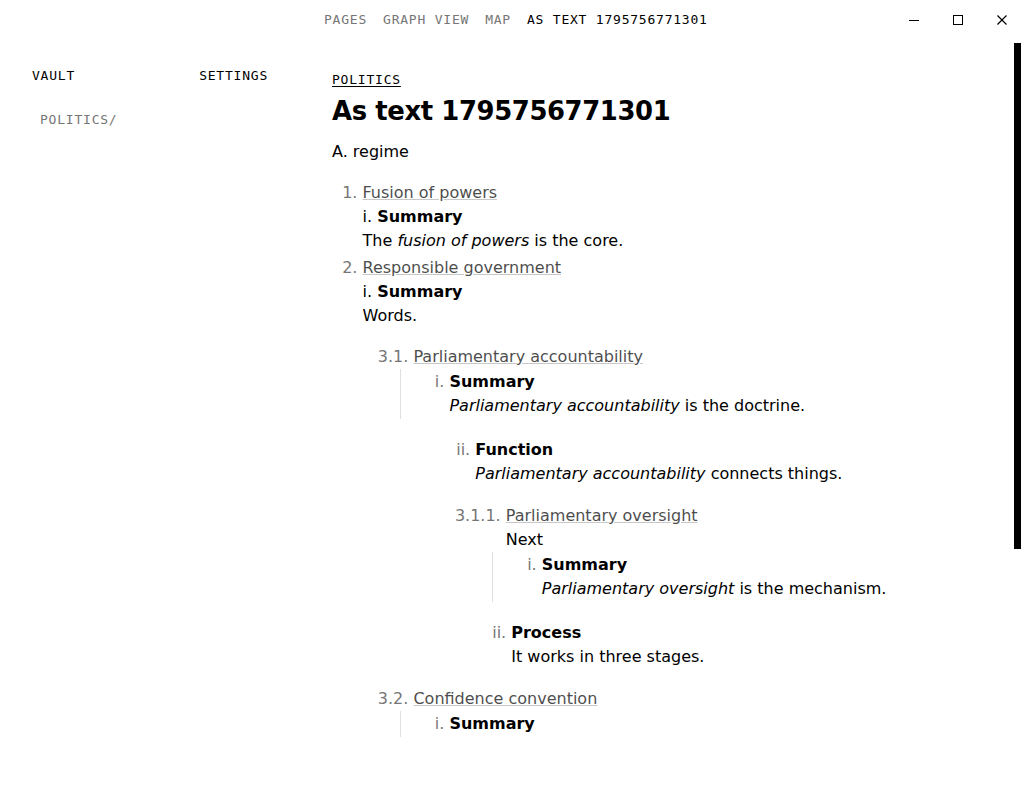 PAGES GRAPH VIEW MAP AS TEXT 1795756771301
VAULT SETTINGS
POLITICS/
POLITICS
As text 1795756771301
A. regime
1. Fusion of powers
i. Summary
The fusion of powers is the core.
2. Responsible government
i. Summary
Words.
3.1. Parliamentary accountability
i. Summary
Parliamentary accountability is the doctrine.
ii. Function
Parliamentary accountability connects things.
3.1.1. Parliamentary oversight
Next
i. Summary
Parliamentary oversight is the mechanism.
ii. Process
It works in three stages.
3.2. Confidence convention
i. Summary